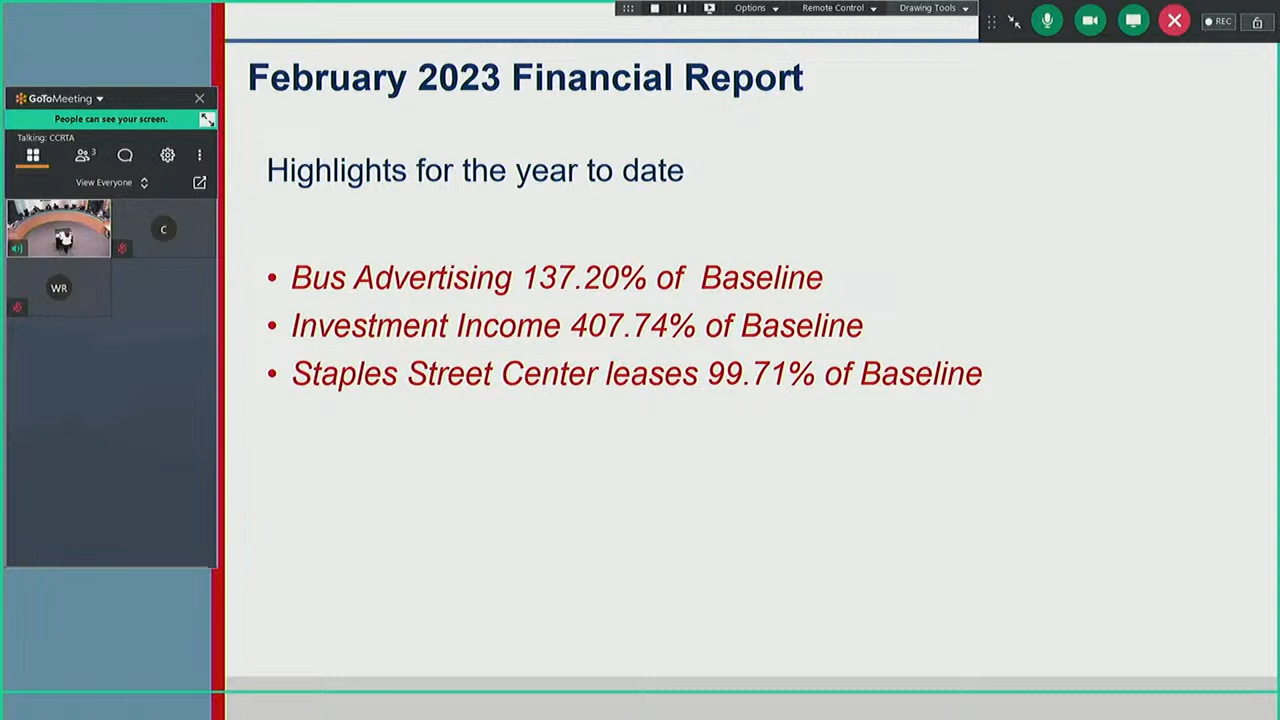 Options
Remote Control
Drawing Tools
REC
February 2023 Financial Report
GoToMeeting
People can see your screen.
Talking: CCRTA
3
View Everyone
C
WR
Highlights for the year to date
• Bus Advertising 137.20% of Baseline
• Investment Income 407.74% of Baseline
• Staples Street Center leases 99.71% of Baseline